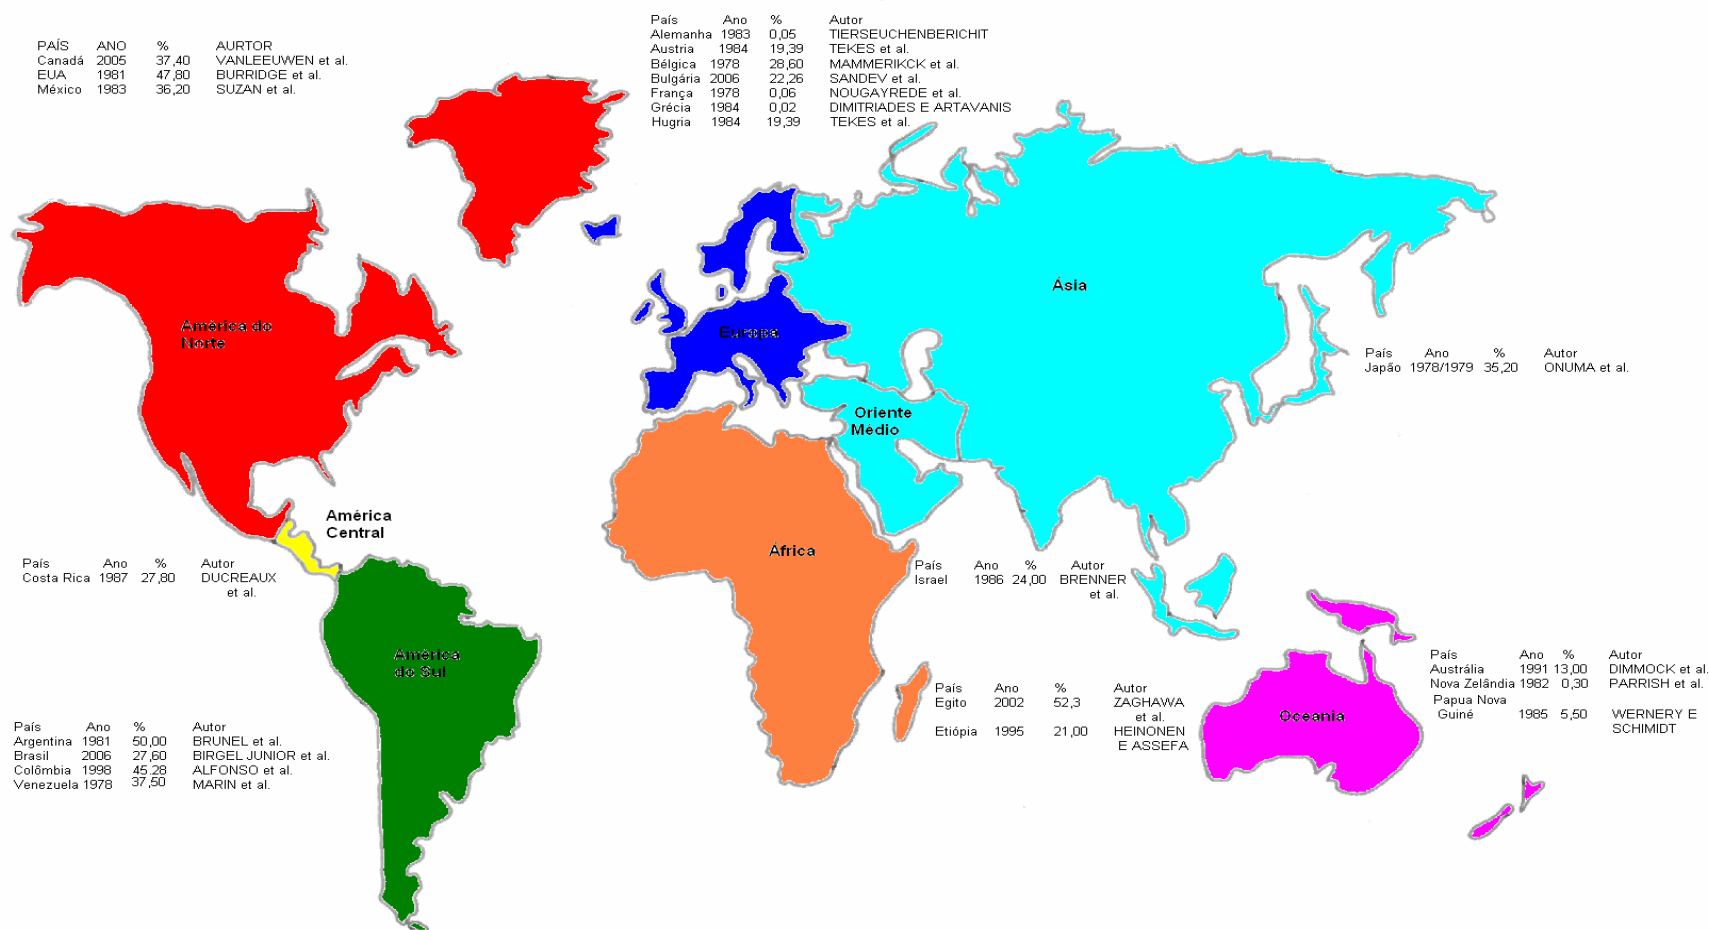 PAÍS ANO % AURTOR
Canadá 2005 37,40 VANLEEUWEN et al.
EUA 1981 47,80 BURRIDGE et al.
México 1983 36,20 SUZAN et al.
País Ano % Autor
Alemanha 1983 0,05 TIERSEUCHENBERICHIT
Austria 1984 19,39 TEKES et al.
Bélgica 1978 28,60 MAMMERIKCK et al.
Bulgária 2006 22,26 SANDEV et al.
França 1978 0,06 NOUGAYREDE et al.
Grécia 1984 0,02 DIMITRIADES E ARTAVANIS
Hugria 1984 19,39 TEKES et al.
América do
Norte
Europa
Ásia
País Ano % Autor
Japão 1978/1979 35,20 ONUMA et al.
Oriente
Médio
América
Central
África
País Ano % Autor
Costa Rica 1987 27,80 DUCREAUX
et al.
País Ano % Autor
Israel 1986 24,00 BRENNER
et al.
América
do Sul
País Ano % Autor
Egito 2002 52,3 ZAGHAWA
et al.
Etiópia 1995 21,00 HEINONEN
E ASSEFA
Oceania
País Ano % Autor
Austrália 1991 13,00 DIMMOCK et al.
Nova Zelândia 1982 0,30 PARRISH et al.
Papua Nova
Guiné 1985 5,50 WERNERY E
SCHIMIDT
País Ano % Autor
Argentina 1981 50,00 BRUNEL et al.
Brasil 2006 27,60 BIRGEL JUNIOR et al.
Colômbia 1998 45.28 ALFONSO et al.
Venezuela 1978 37,50 MARIN et al.